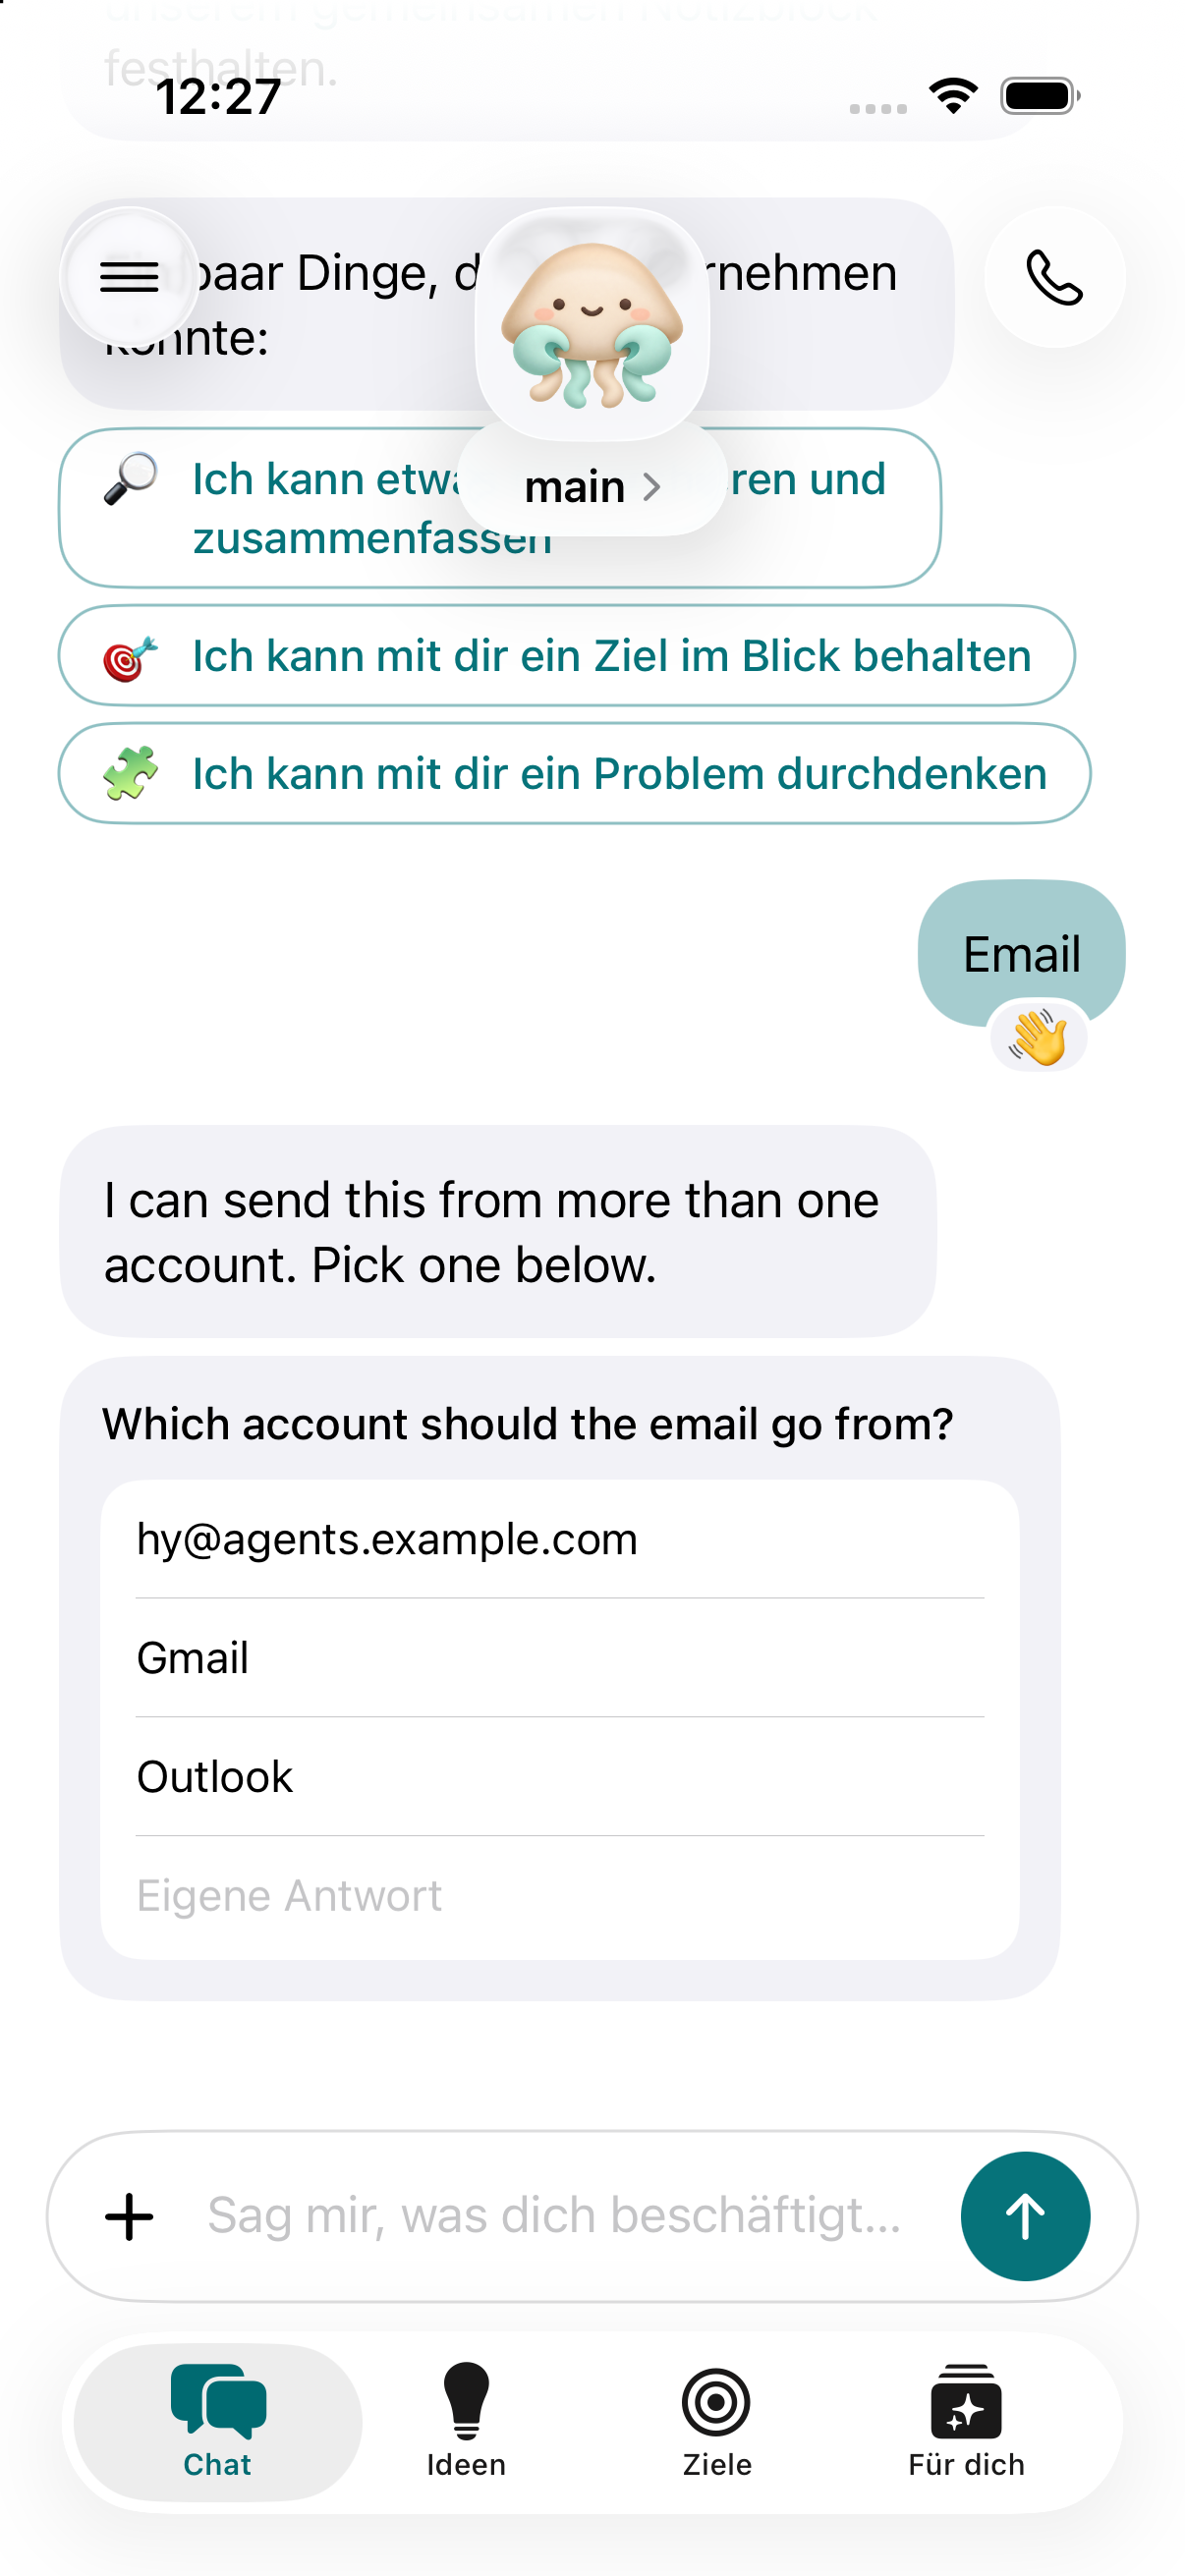 festhalten.
12:27
paar Dinge, d
rnehmen
könnte:
Ich kann etwa
ren und
zusammenfassen
main
Ich kann mit dir ein Ziel im Blick behalten
Ich kann mit dir ein Problem durchdenken
Email
I can send this from more than one
account. Pick one below.
Which account should the email go from?
hy@agents.example.com
Gmail
Outlook
Eigene Antwort
Sag mir, was dich beschäftigt...
Chat
Ideen
Ziele
Für dich